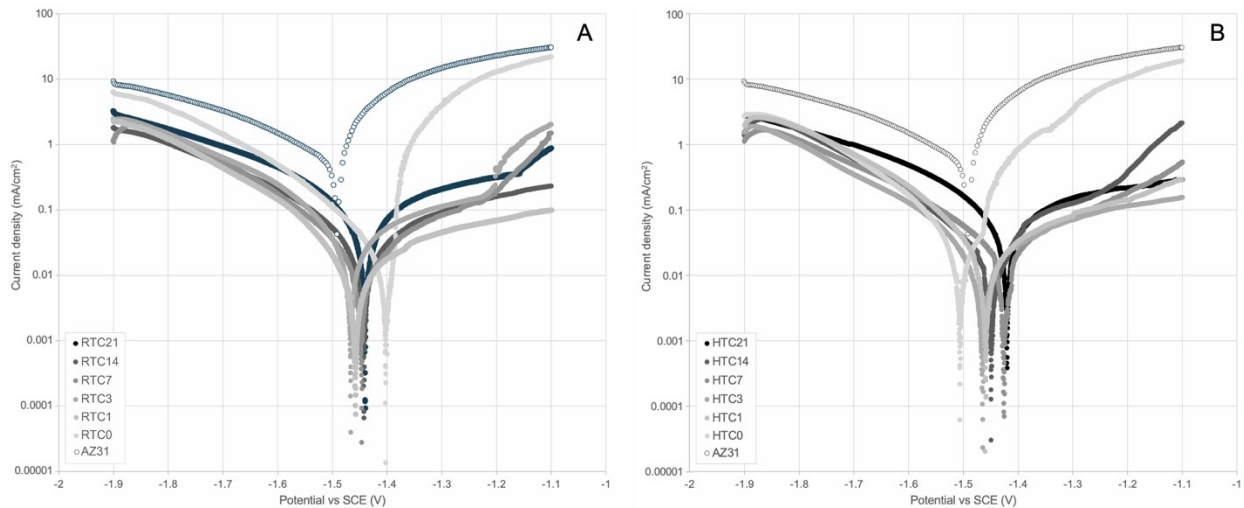 A
100
10
1
0.1
0.01
0.001
0.0001
0.00001
Current density (mA/cm²)
RTC21
RTC14
RTC7
RTC3
RTC1
RTC0
AZ31
-2 -1.9 -1.8 -1.7 -1.6 -1.5 -1.4 -1.3 -1.2 -1.1 -1
Potential vs SCE (V)
B
100
10
1
0.1
0.01
0.001
0.0001
0.00001
Current density (mA/cm²)
HTC21
HTC14
HTC7
HTC3
HTC1
HTC0
AZ31
-2 -1.9 -1.8 -1.7 -1.6 -1.5 -1.4 -1.3 -1.2 -1.1 -1
Potential vs SCE (V)